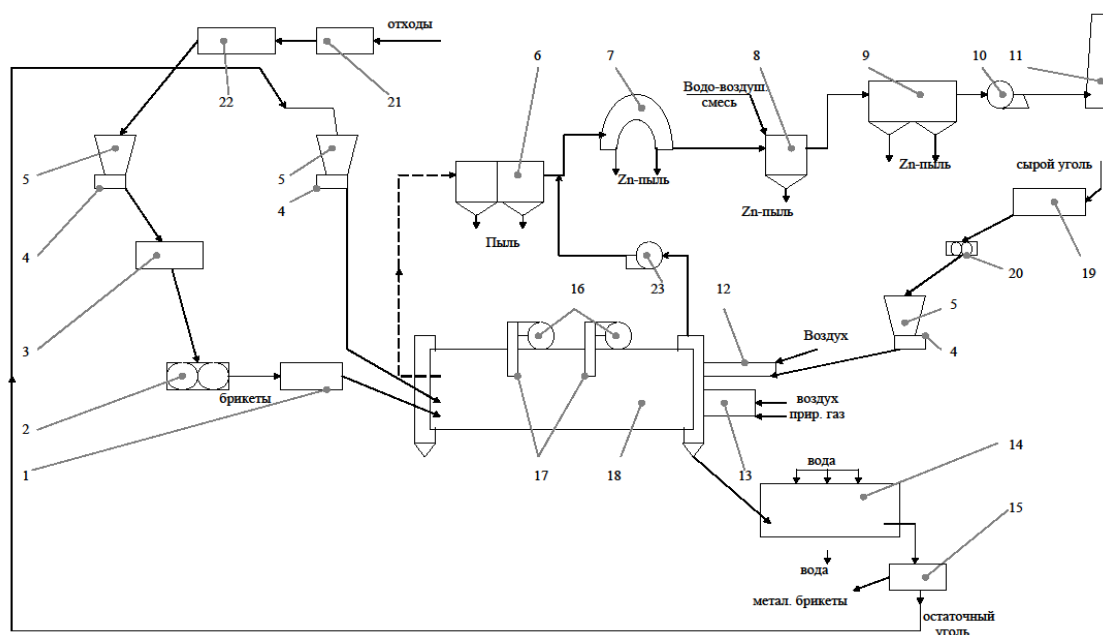 отходы
6
7
8
9
10
11
22
21
Водо-воздуш.
смесь
5
5
Zn-пыль
Zn-пыль
сырой уголь
4
4
Zn-пыль
Пыль
19
20
16
23
12
5
3
Воздух
4
2
брикеты
воздух
прир. газ
1
17
18
13
вода
14
15
вода
метал. брикеты
остаточный
уголь